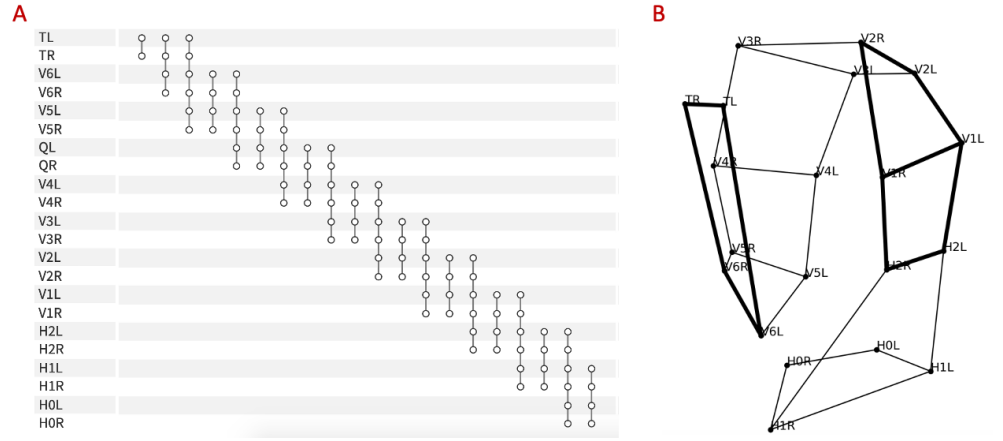 A
B
TL
TR
V6L
V6R
V5L
V5R
QL
QR
V4L
V4R
V3L
V3R
V2L
V2R
V1L
V1R
H2L
H2R
H1L
H1R
H0L
H0R
V3R
V2R
V3L
V2L
TR
TL
V1L
V4R
V4L
V1R
V5R
H2L
V6R
V5L
H2R
V6L
H0R
H0L
H1L
H1R